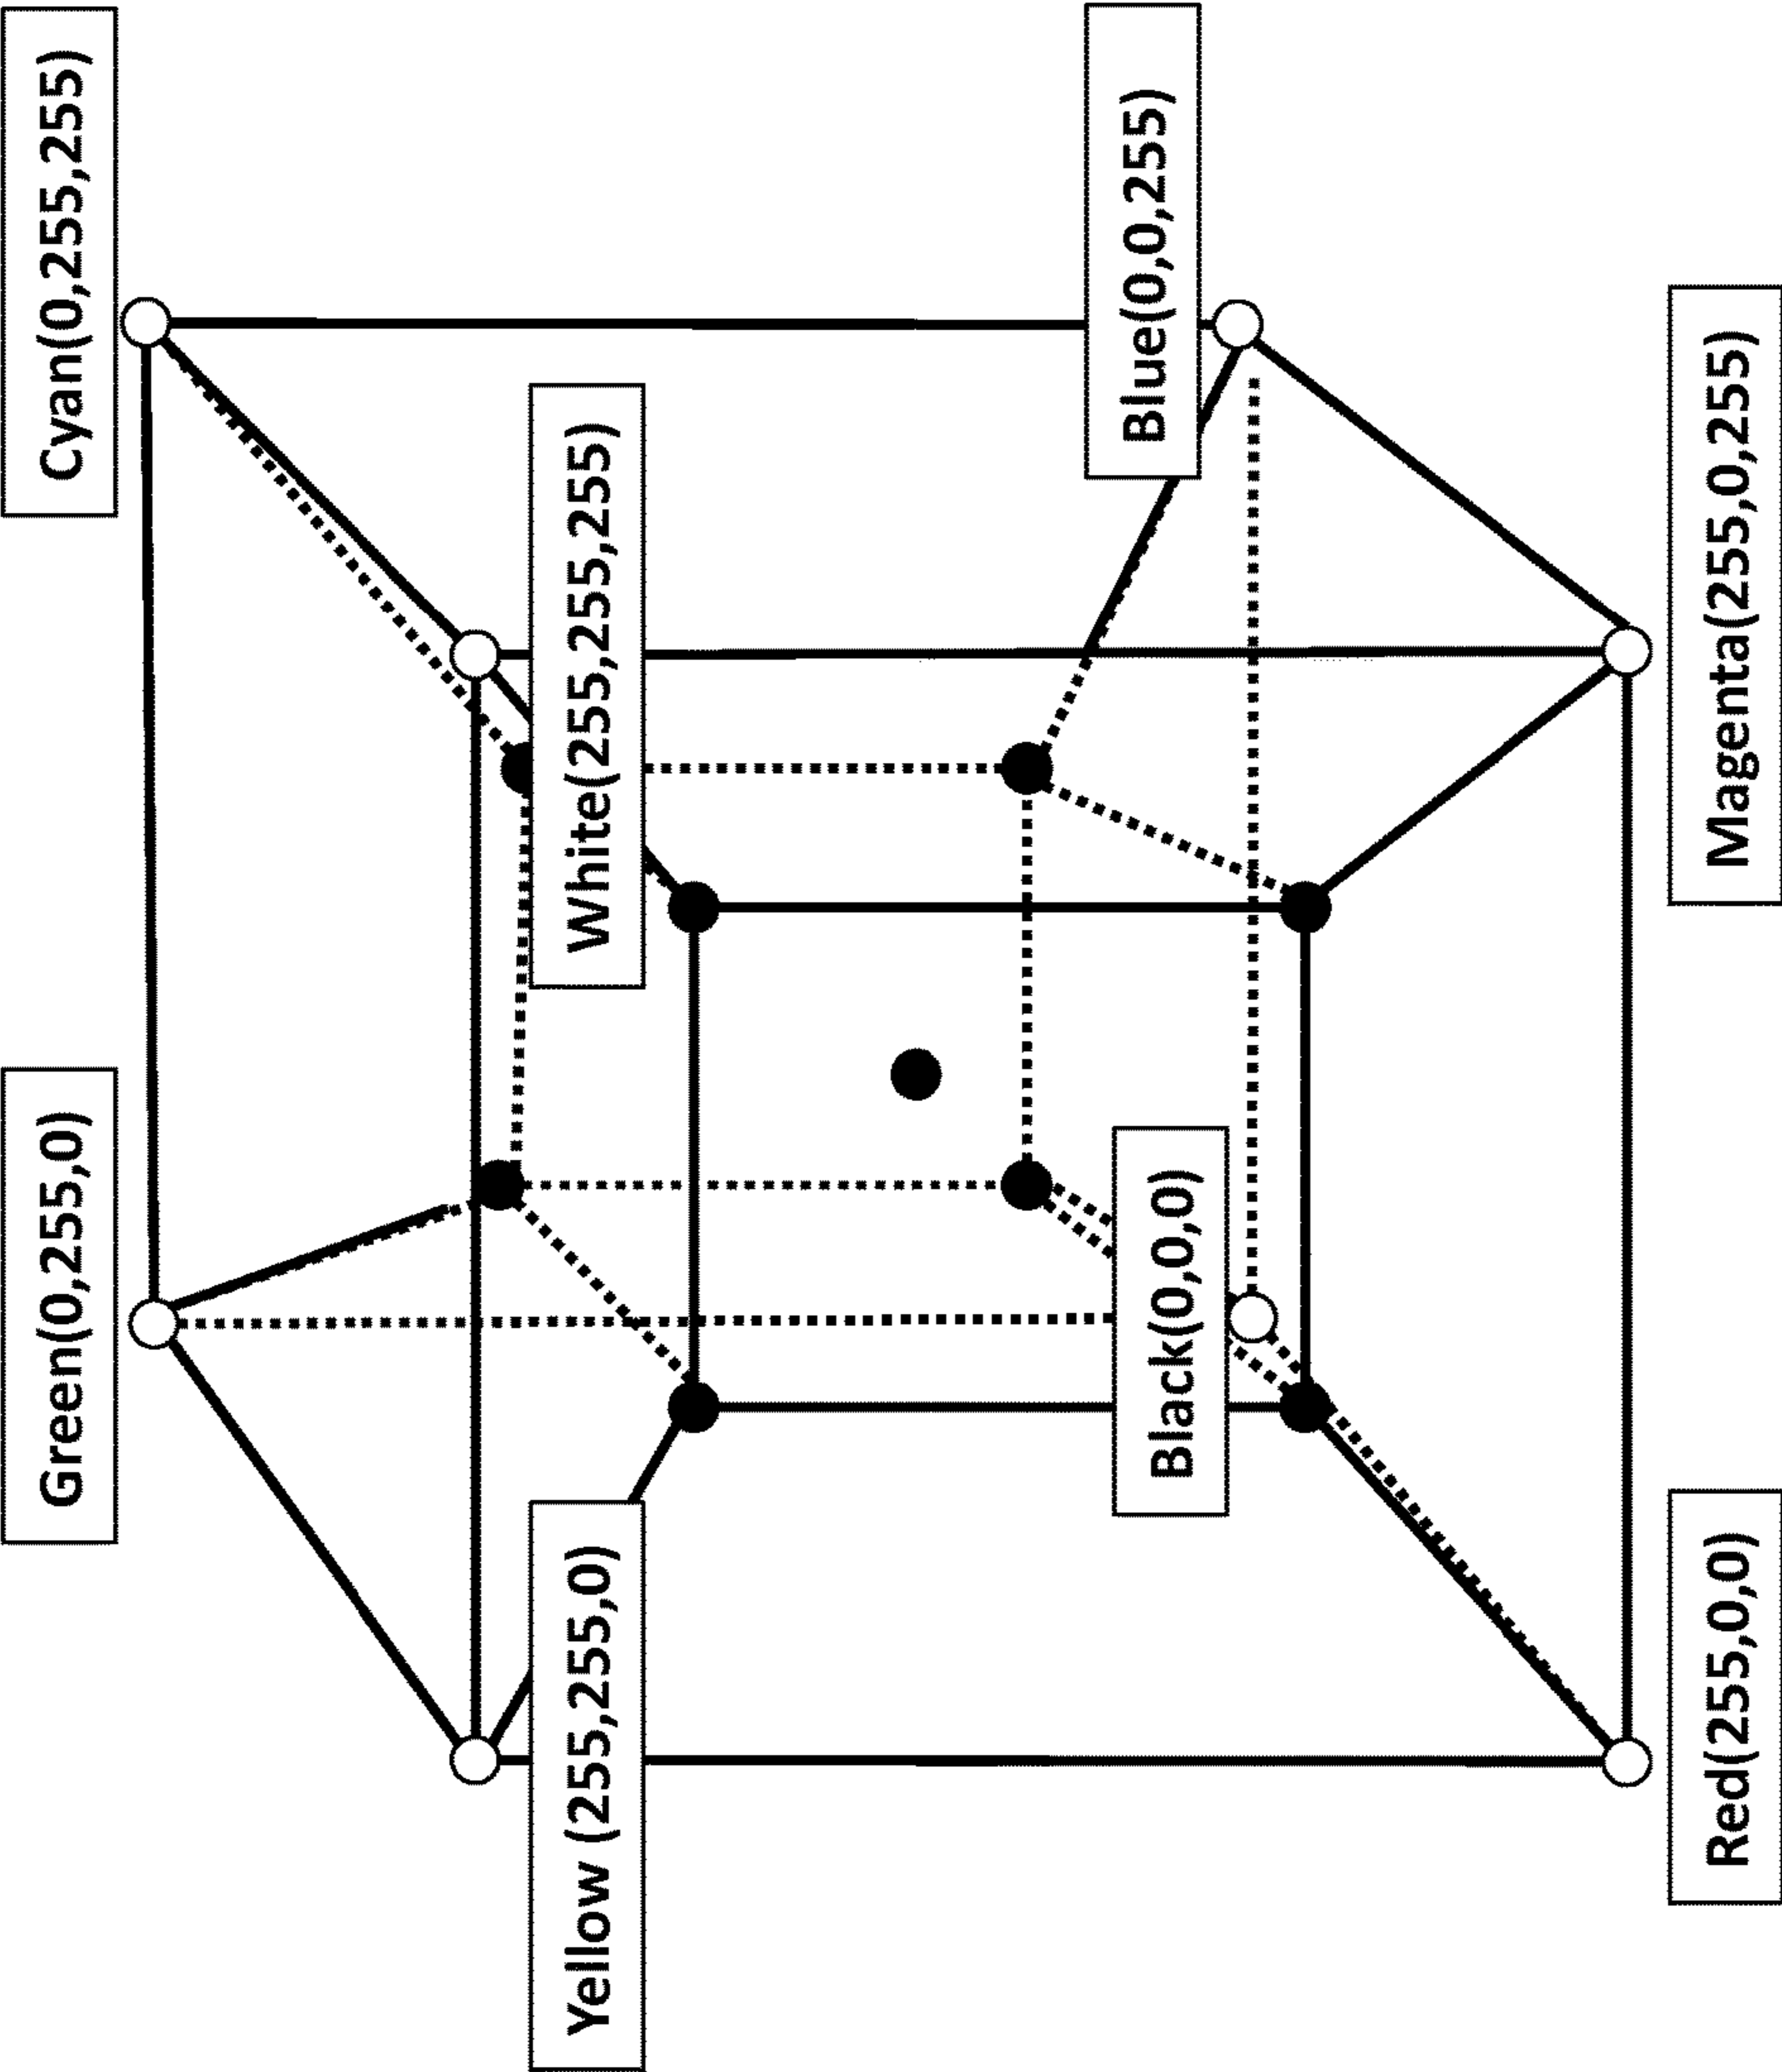 Green(0,255,0)
Cyan(0,255,255)
Yellow (255,255,0)
White(255,255,255)
Black(0,0,0)
Blue(0,0,255)
Red(255,0,0)
Magenta(255,0,255)